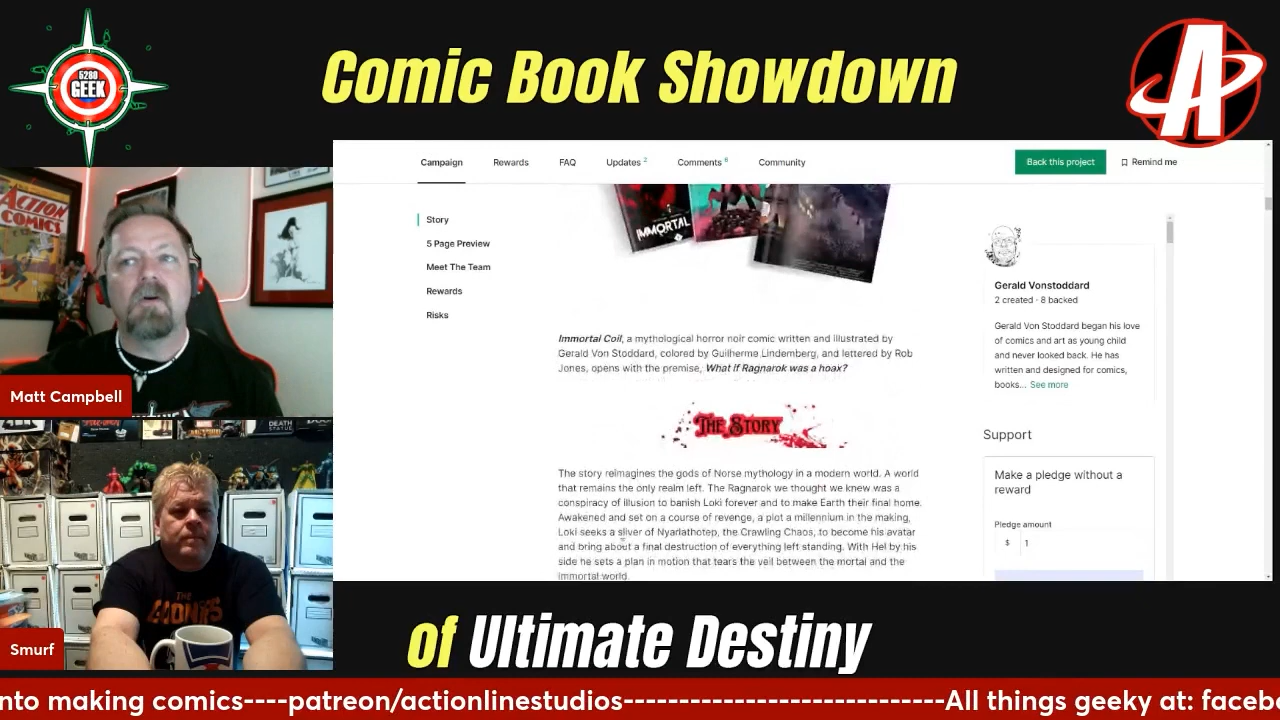 5280
GEEK
Comic Book Showdown
A
Campaign Rewards FAQ Updates 2 Comments 6 Community Back this project Remind me
Story
5 Page Preview
Meet The Team
Rewards
Risks
IMMORTAL
Immortal Coil, a mythological horror noir comic written and illustrated by
Gerald Von Stoddard, colored by Guilherme Lindemberg, and lettered by Rob
Jones, opens with the premise, What if Ragnarok was a hoax?
THE STORY
The story reimagines the gods of Norse mythology in a modern world. A world
that remains the only realm left. The Ragnarok we thought we knew was a
conspiracy of illusion to banish Loki forever and to make Earth their final home.
Awakened and set on a course of revenge, a plot a millennium in the making,
Loki seeks a sliver of Nyarlathotep, the Crawling Chaos, to become his avatar
and bring about a final destruction of everything left standing. With Hel by his
side he sets a plan in motion that tears the veil between the mortal and the
immortal world.
Gerald Vonstoddard
2 created · 8 backed
Gerald Von Stoddard began his love
of comics and art as young child
and never looked back. He has
written and designed for comics,
books... See more
Support
Make a pledge without a
reward
Pledge amount
$ 1
ACTION
COMICS
Matt Campbell
DEATH
STATUE
THE
Smurf
of Ultimate Destiny
nto making comics----patreon/actionlinestudios---------------------------All things geeky at: facebo